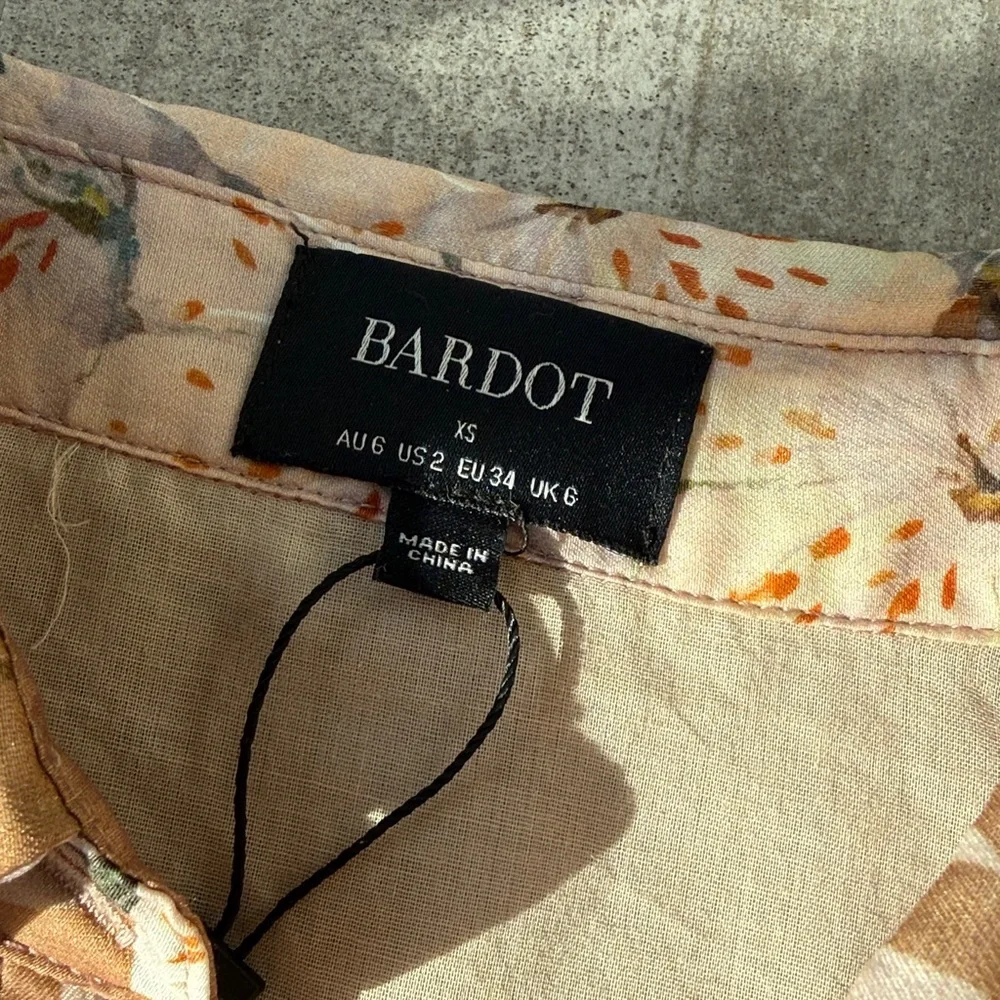 BARDOT
XS
AU 6 US 2 EU 34 UK 6
MADE IN
CHINA